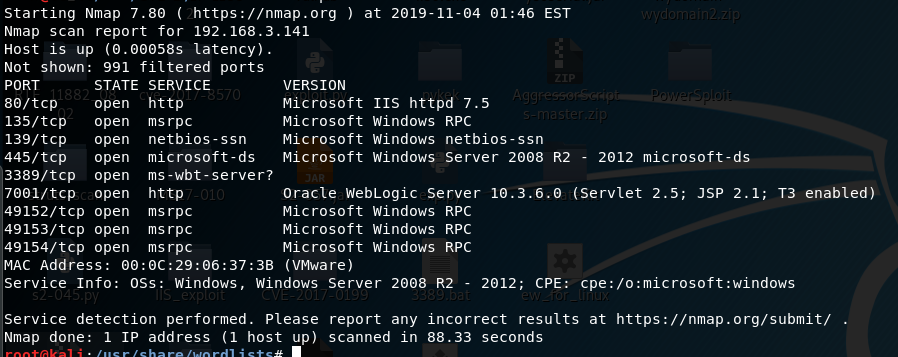 Starting Nmap 7.80 ( https://nmap.org ) at 2019-11-04 01:46 EST
Nmap scan report for 192.168.3.141
Host is up (0.00058s latency).
Not shown: 991 filtered ports
PORT STATE SERVICE VERSION
80/tcp open http Microsoft IIS httpd 7.5
135/tcp open msrpc Microsoft Windows RPC
139/tcp open netbios-ssn Microsoft Windows netbios-ssn
445/tcp open microsoft-ds Microsoft Windows Server 2008 R2 - 2012 microsoft-ds
3389/tcp open ms-wbt-server?
7001/tcp open http Oracle WebLogic Server 10.3.6.0 (Servlet 2.5; JSP 2.1; T3 enabled)
49152/tcp open msrpc Microsoft Windows RPC
49153/tcp open msrpc Microsoft Windows RPC
49154/tcp open msrpc Microsoft Windows RPC
MAC Address: 00:0C:29:06:37:3B (VMware)
Service Info: OSs: Windows, Windows Server 2008 R2 - 2012; CPE: cpe:/o:microsoft:windows
Service detection performed. Please report any incorrect results at https://nmap.org/submit/ .
Nmap done: 1 IP address (1 host up) scanned in 88.33 seconds
root@kali:/usr/share/wordlists#
wydomain2.zip
cve-2017-8570
exploit.py
pykek
ZIP
AggressorScript
s-master.zip
PowerSploit
JAR
s2-045.py
IIS_exploit
CVE-2017-0199
3389.bat
ew_for_linux